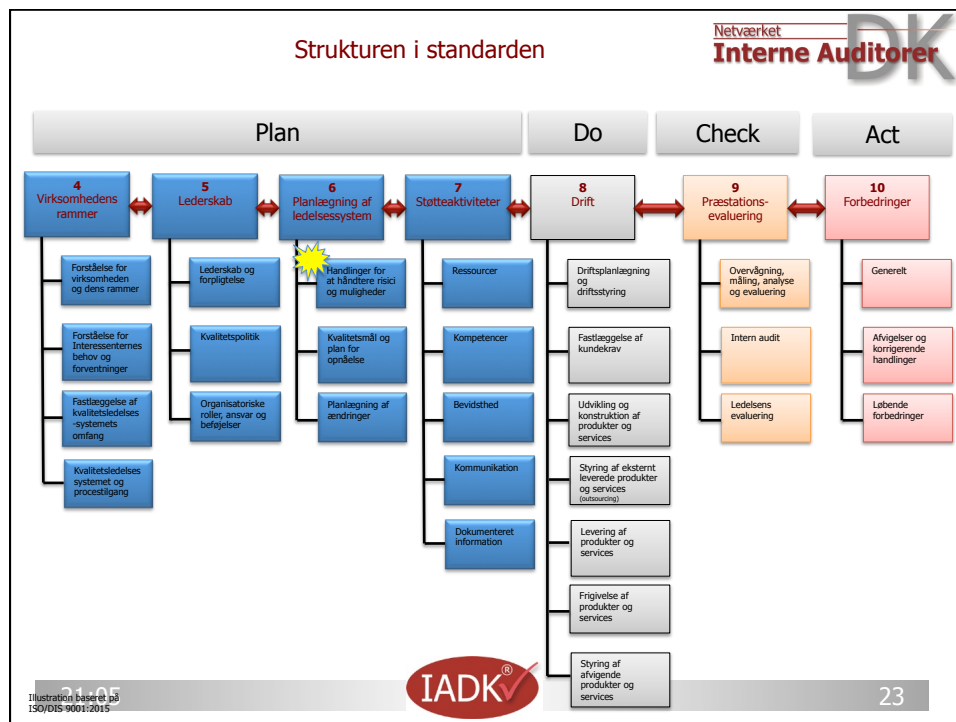 Strukturen i standarden
Netværket
Interne Auditorer
DK
Plan
Do
Check
Act
4
Virksomhedens
rammer
5
Lederskab
6
Planlægning af
ledelsessystem
7
Støtteaktiviteter
8
Drift
9
Præstations-
evaluering
10
Forbedringer
Forståelse for
virksomheden
og dens rammer
Forståelse for
Interessenternes
behov og
forventninger
Fastlæggelse af
kvalitetsledelses
-systemets
omfang
Kvalitetsledelses
systemet og
procestilgang
Lederskab og
forpligtelse
Kvalitetspolitik
Organisatoriske
roller, ansvar og
beføjelser
Handlinger for
at håndtere risici
og muligheder
Kvalitetsmål og
plan for
opnåelse
Planlægning af
ændringer
Ressourcer
Kompetencer
Bevidsthed
Kommunikation
Dokumenteret
information
Driftsplanlægning
og
driftsstyring
Fastlæggelse af
kundekrav
Udvikling og
konstruktion af
produkter og
services
Styring af eksternt
leverede produkter
og services
(outsourcing)
Levering af
produkter og
services
Frigivelse af
produkter og
services
Styring af
afvigende
produkter og
services
Overvågning,
måling, analyse
og evaluering
Intern audit
Ledelsens
evaluering
Generelt
Afvigelser og
korrigerende
handlinger
Løbende
forbedringer
21:05
Illustration baseret på
ISO/DIS 9001:2015
IADK®
23